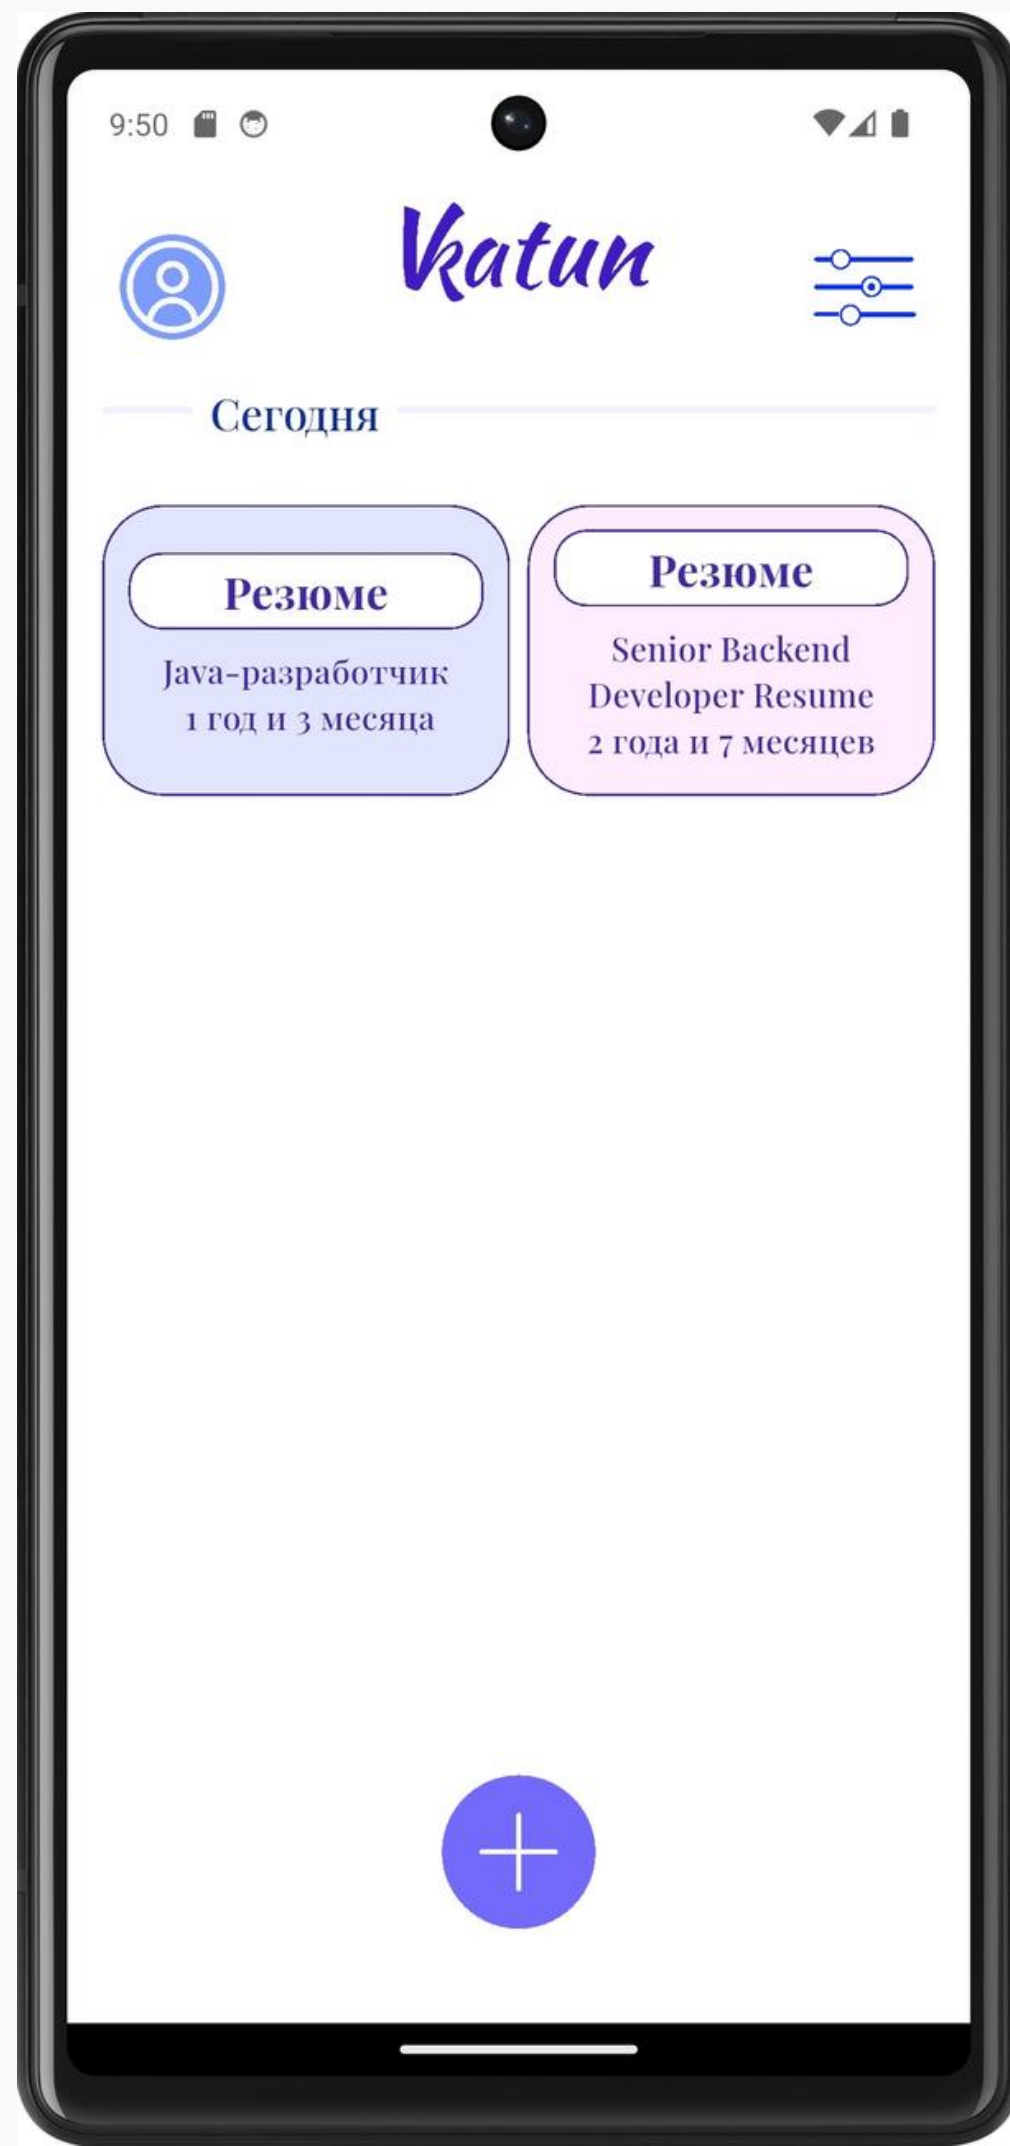 9:50
Vkatun
Сегодня
Резюме
Java-разработчик
1 год и 3 месяца
Резюме
Senior Backend
Developer Resume
2 года и 7 месяцев